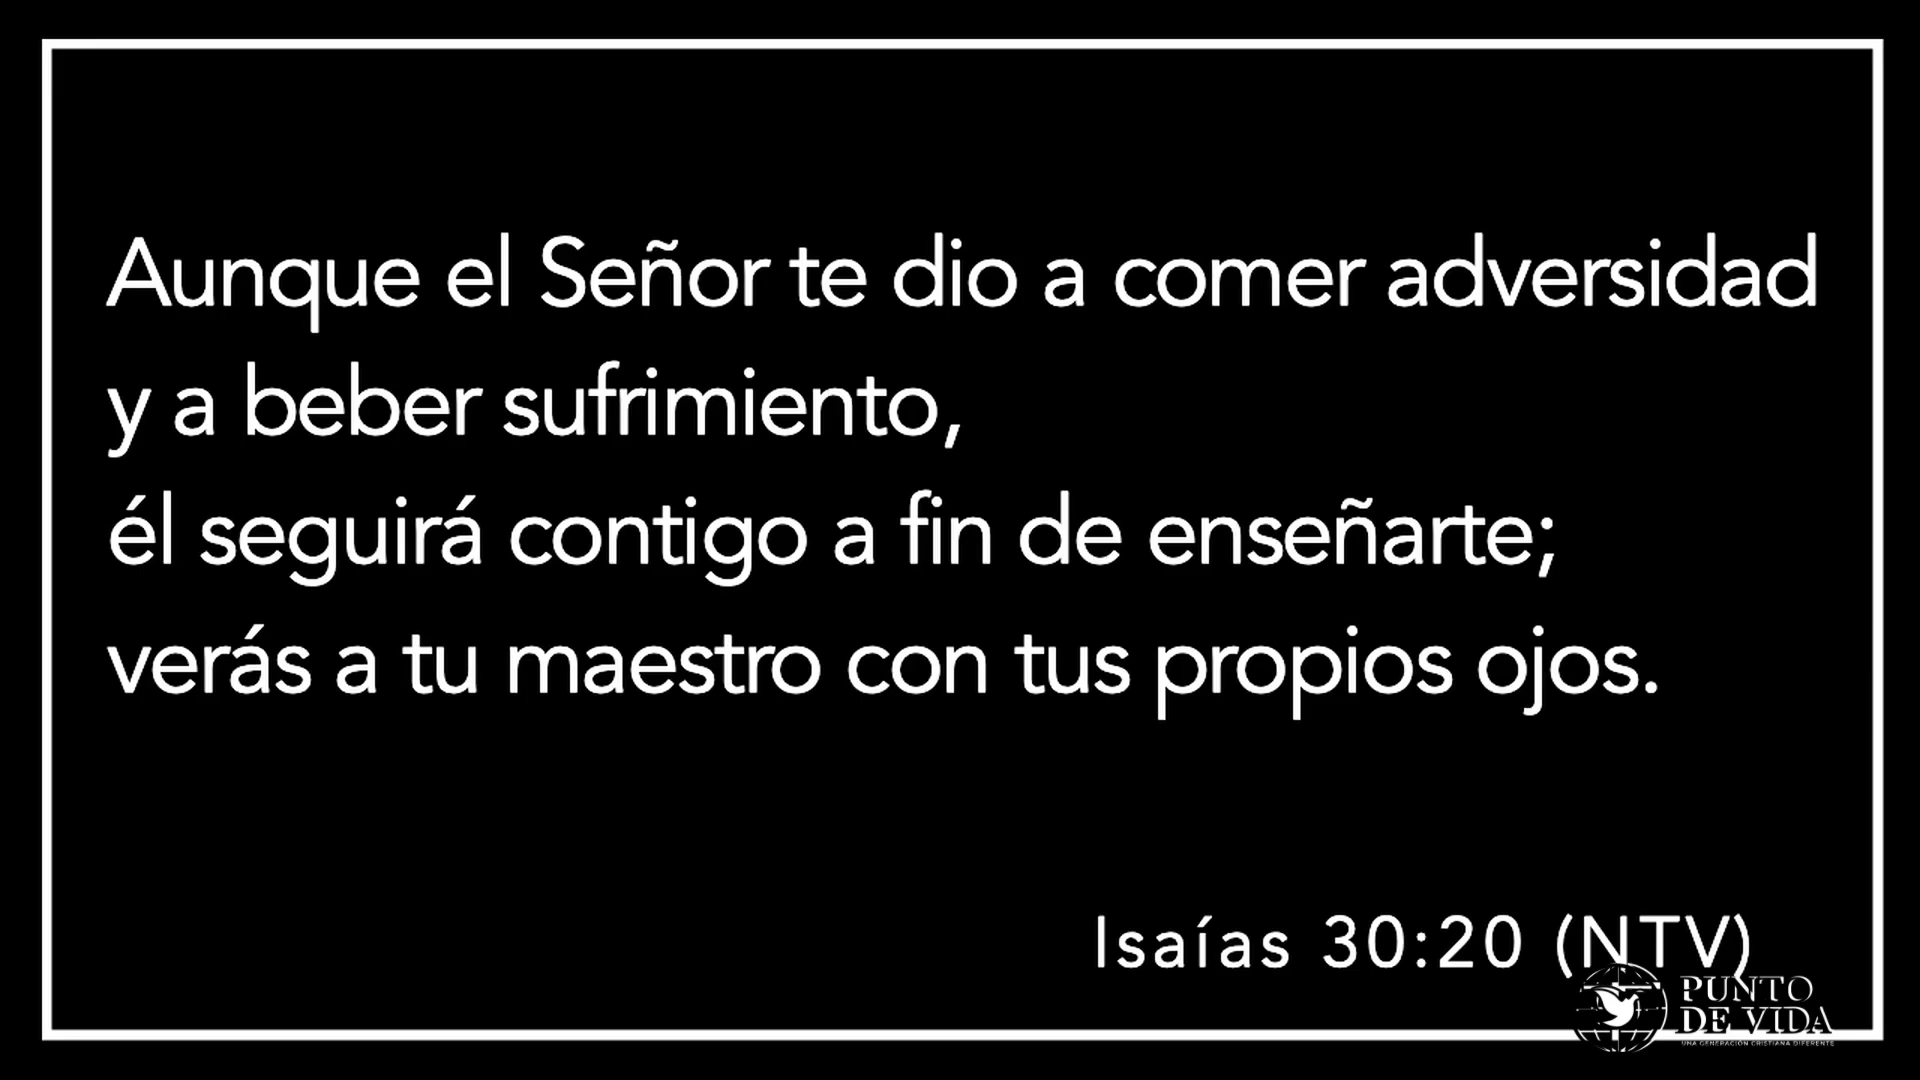 Aunque el Señor te dio a comer adversidad
y a beber sufrimiento,
él seguirá contigo a fin de enseñarte;
verás a tu maestro con tus propios ojos.
Isaías 30:20 (NTV)
PUNTO
DE VIDA
UNA GENERACIÓN CRISTIANA DIFERENTE